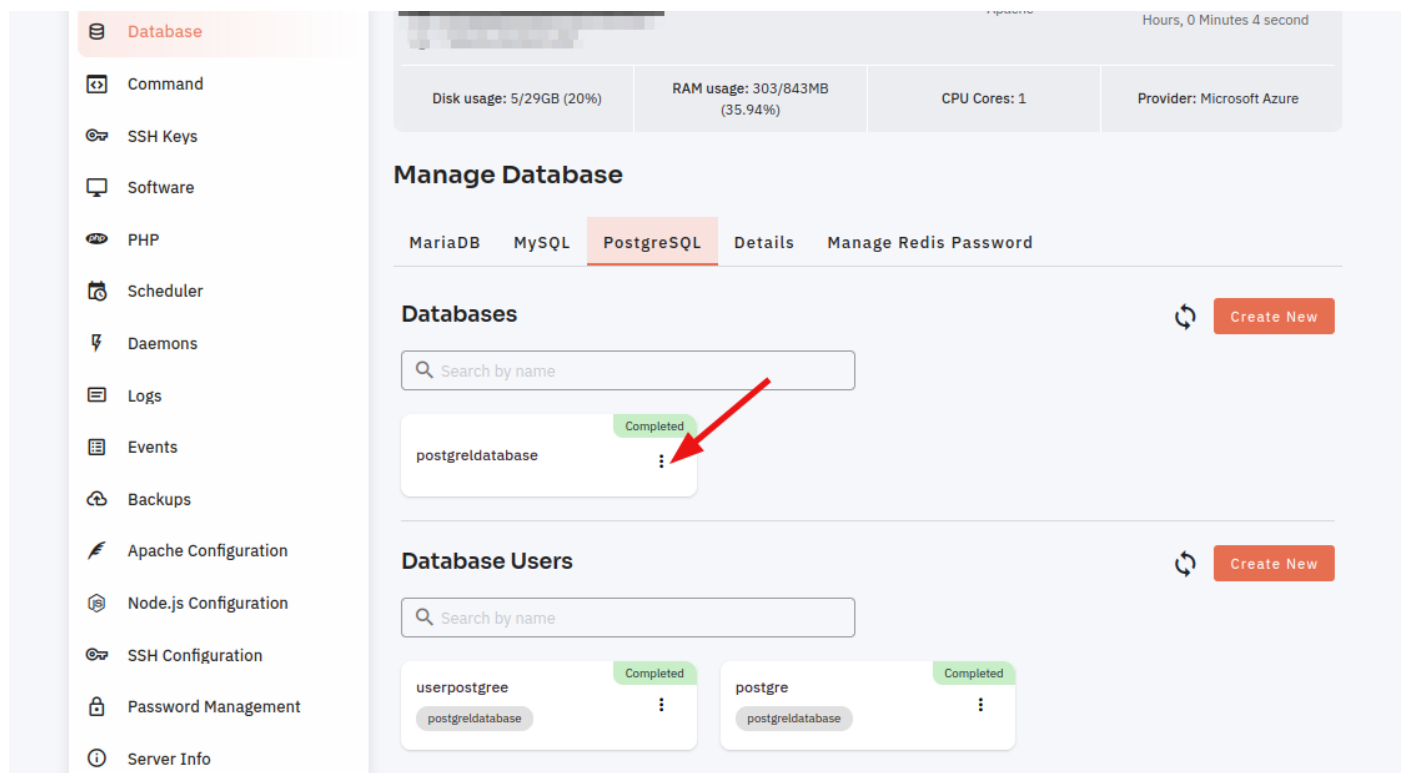 Database
Command
SSH Keys
Software
php PHP
Scheduler
Daemons
Logs
Events
Backups
Apache Configuration
JS Node.js Configuration
SSH Configuration
Password Management
Server Info
Apache
Hours, 0 Minutes 4 second
Disk usage: 5/29GB (20%)
RAM usage: 303/843MB
(35.94%)
CPU Cores: 1
Provider: Microsoft Azure
Manage Database
MariaDB MySQL PostgreSQL Details Manage Redis Password
Databases
Create New
Search by name
Completed
postgreldatabase
Database Users
Create New
Search by name
Completed
userpostgree
postgreldatabase
Completed
postgre
postgreldatabase